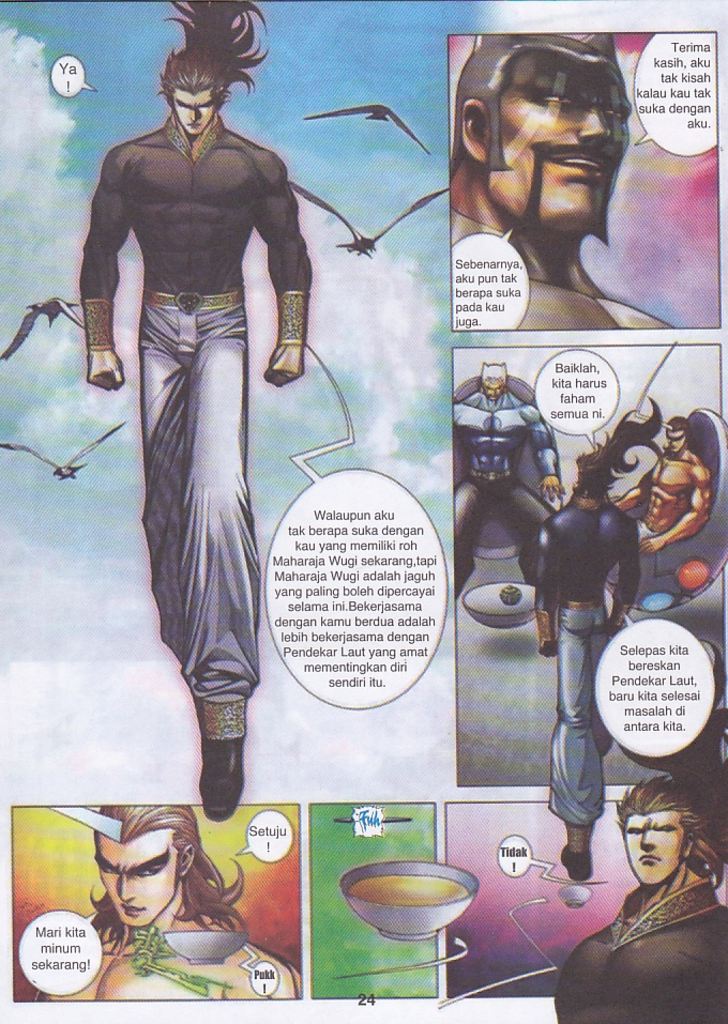 Ya
!
Walaupun aku
tak berapa suka dengan
kau yang memiliki roh
Maharaja Wugi sekarang,tapi
Maharaja Wugi adalah jaguh
yang paling boleh dipercayai
selama ini.Bekerjasama
dengan kamu berdua adalah
lebih bekerjasama dengan
Pendekar Laut yang amat
mementingkan diri
sendiri itu.
Terima
kasih, aku
tak kisah
kalau kau tak
suka dengan
aku.
Sebenarnya,
aku pun tak
berapa suka
pada kau
juga.
Baiklah,
kita harus
faham
semua ni.
Selepas kita
bereskan
Pendekar Laut,
baru kita selesai
masalah di
antara kita.
Setuju
!
Mari kita
minum
sekarang!
Pukk
!
Fuh
Tidak
!
24